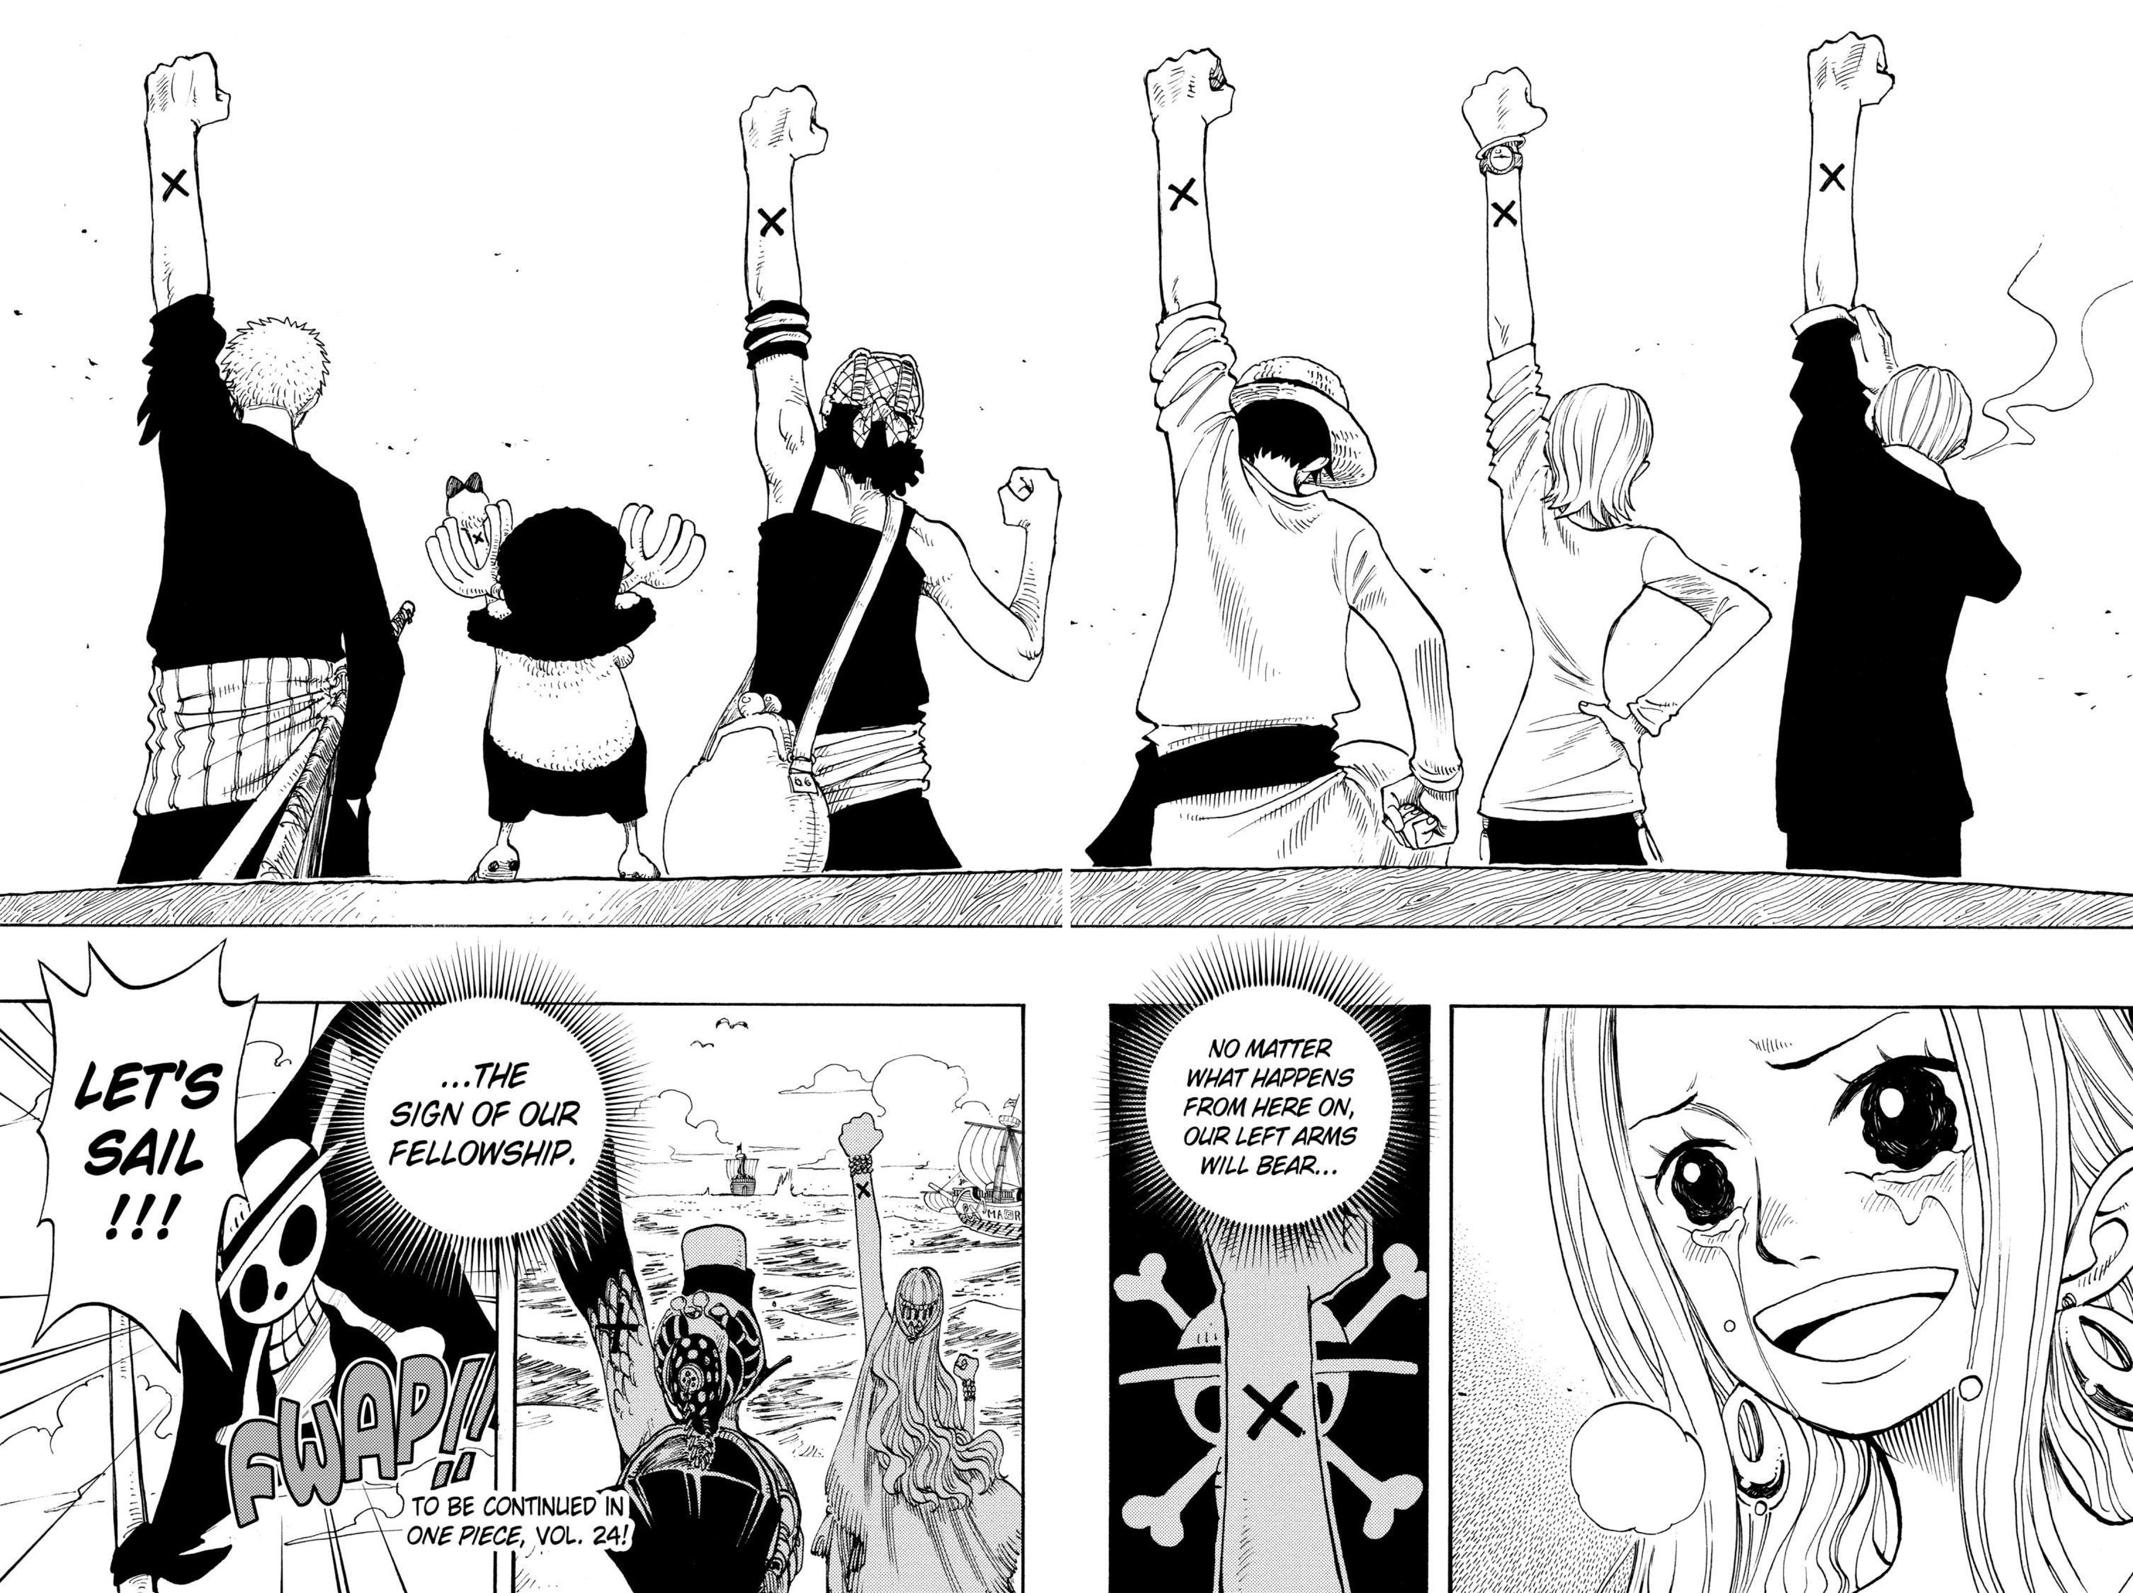 NO MATTER
WHAT HAPPENS
FROM HERE ON,
OUR LEFT ARMS
WILL BEAR...
...THE
SIGN OF OUR
FELLOWSHIP.
LET'S
SAIL
!!!
FWAP!!
TO BE CONTINUED IN
ONE PIECE, VOL. 24!